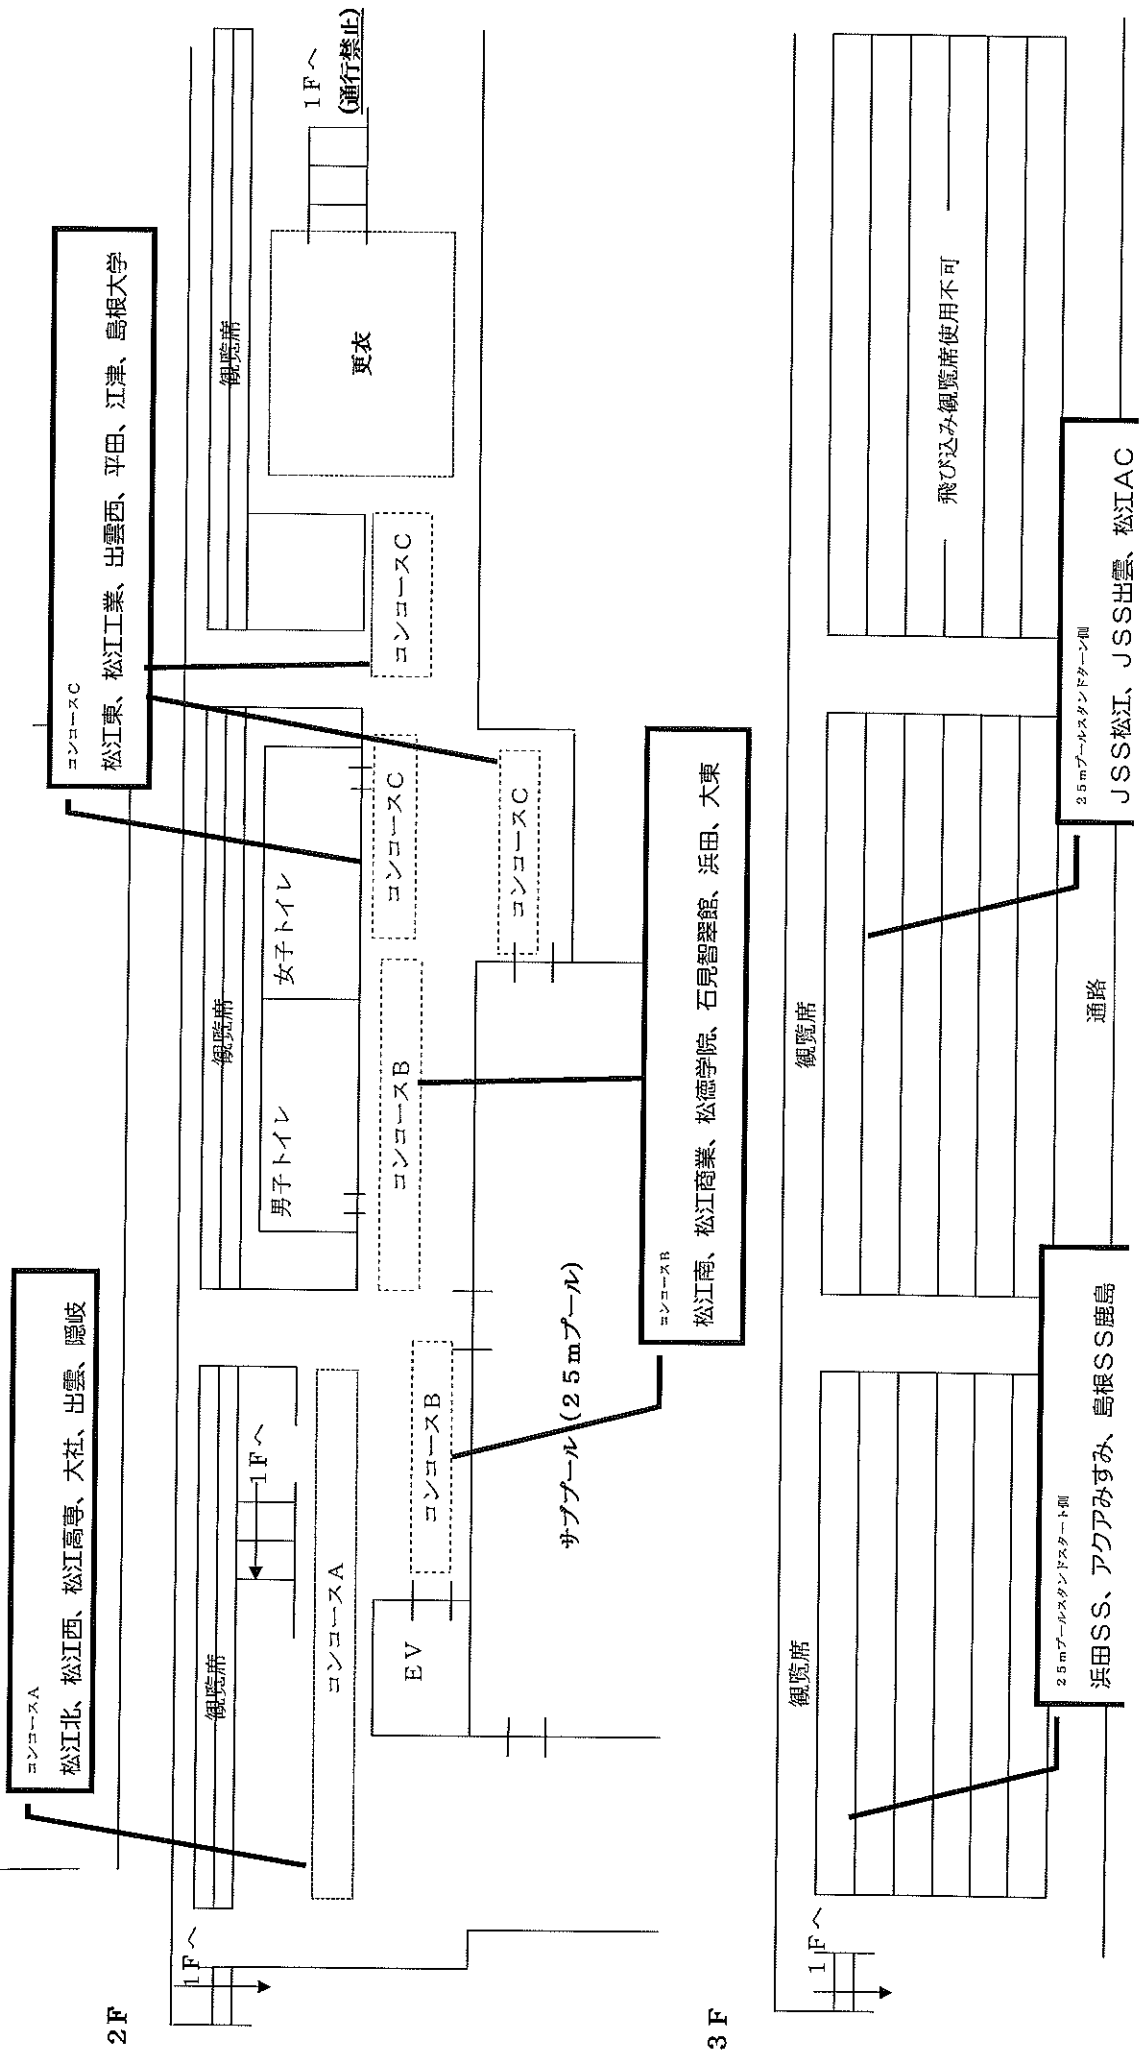 2F
1Fへ
コンコースA
松江北、松江西、松江高専、大社、出雲、隠岐
コンコースC
松江東、松江工業、出雲西、平田、江津、島根大学
観覧席
観覧席
観覧席
1Fへ
男子トイレ
女子トイレ
更衣
1Fへ
(通行禁止)
コンコースA
コンコースB
コンコースB
コンコースC
コンコースC
コンコースC
EV
サブプール(25mプール)
コンコースB
松江南、松江商業、松徳学院、石見智翠館、浜田、大東
3F
1Fへ
観覧席
観覧席
飛び込み観覧席使用不可
通路
25mプールスタンドスタート側
浜田SS、アクアみすみ、島根SS鹿島
25mプールスタンドターン側
JSS松江、JSS出雲、松江AC